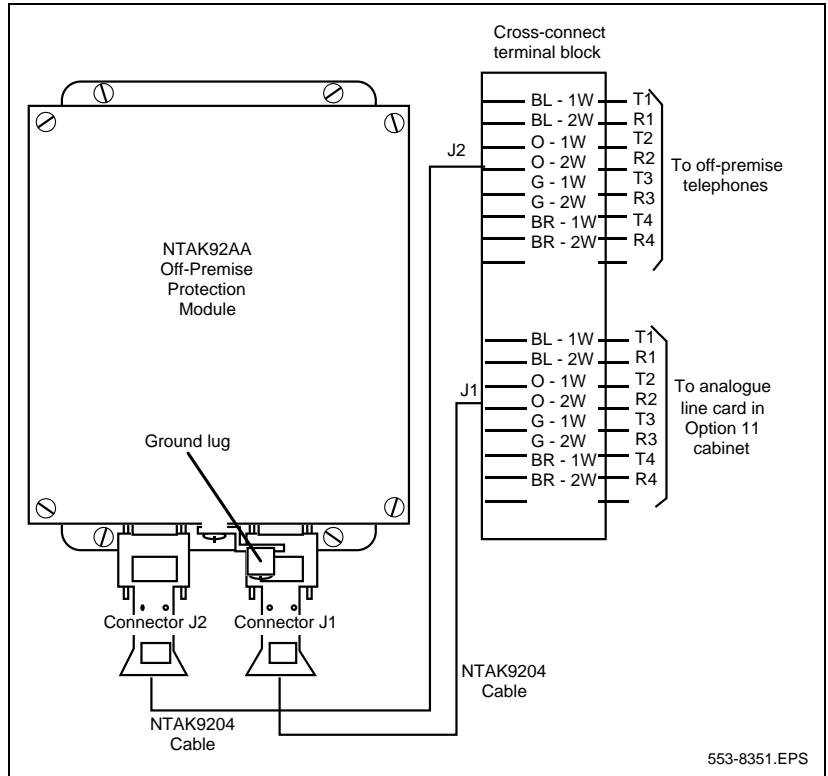 Cross-connect
terminal block
BL - 1W T1
BL - 2W R1
O - 1W T2
J2
O - 2W R2
G - 1W T3
G - 2W R3
BR - 1W T4
BR - 2W R4
To off-premise
telephones
NTAK92AA
Off-Premise
Protection
Module
BL - 1W T1
BL - 2W R1
O - 1W T2
J1
O - 2W R2
G - 1W T3
G - 2W R3
BR - 1W T4
BR - 2W R4
To analogue
line card in
Option 11
cabinet
Ground lug
Connector J2
Connector J1
NTAK9204
Cable
NTAK9204
Cable
553-8351.EPS